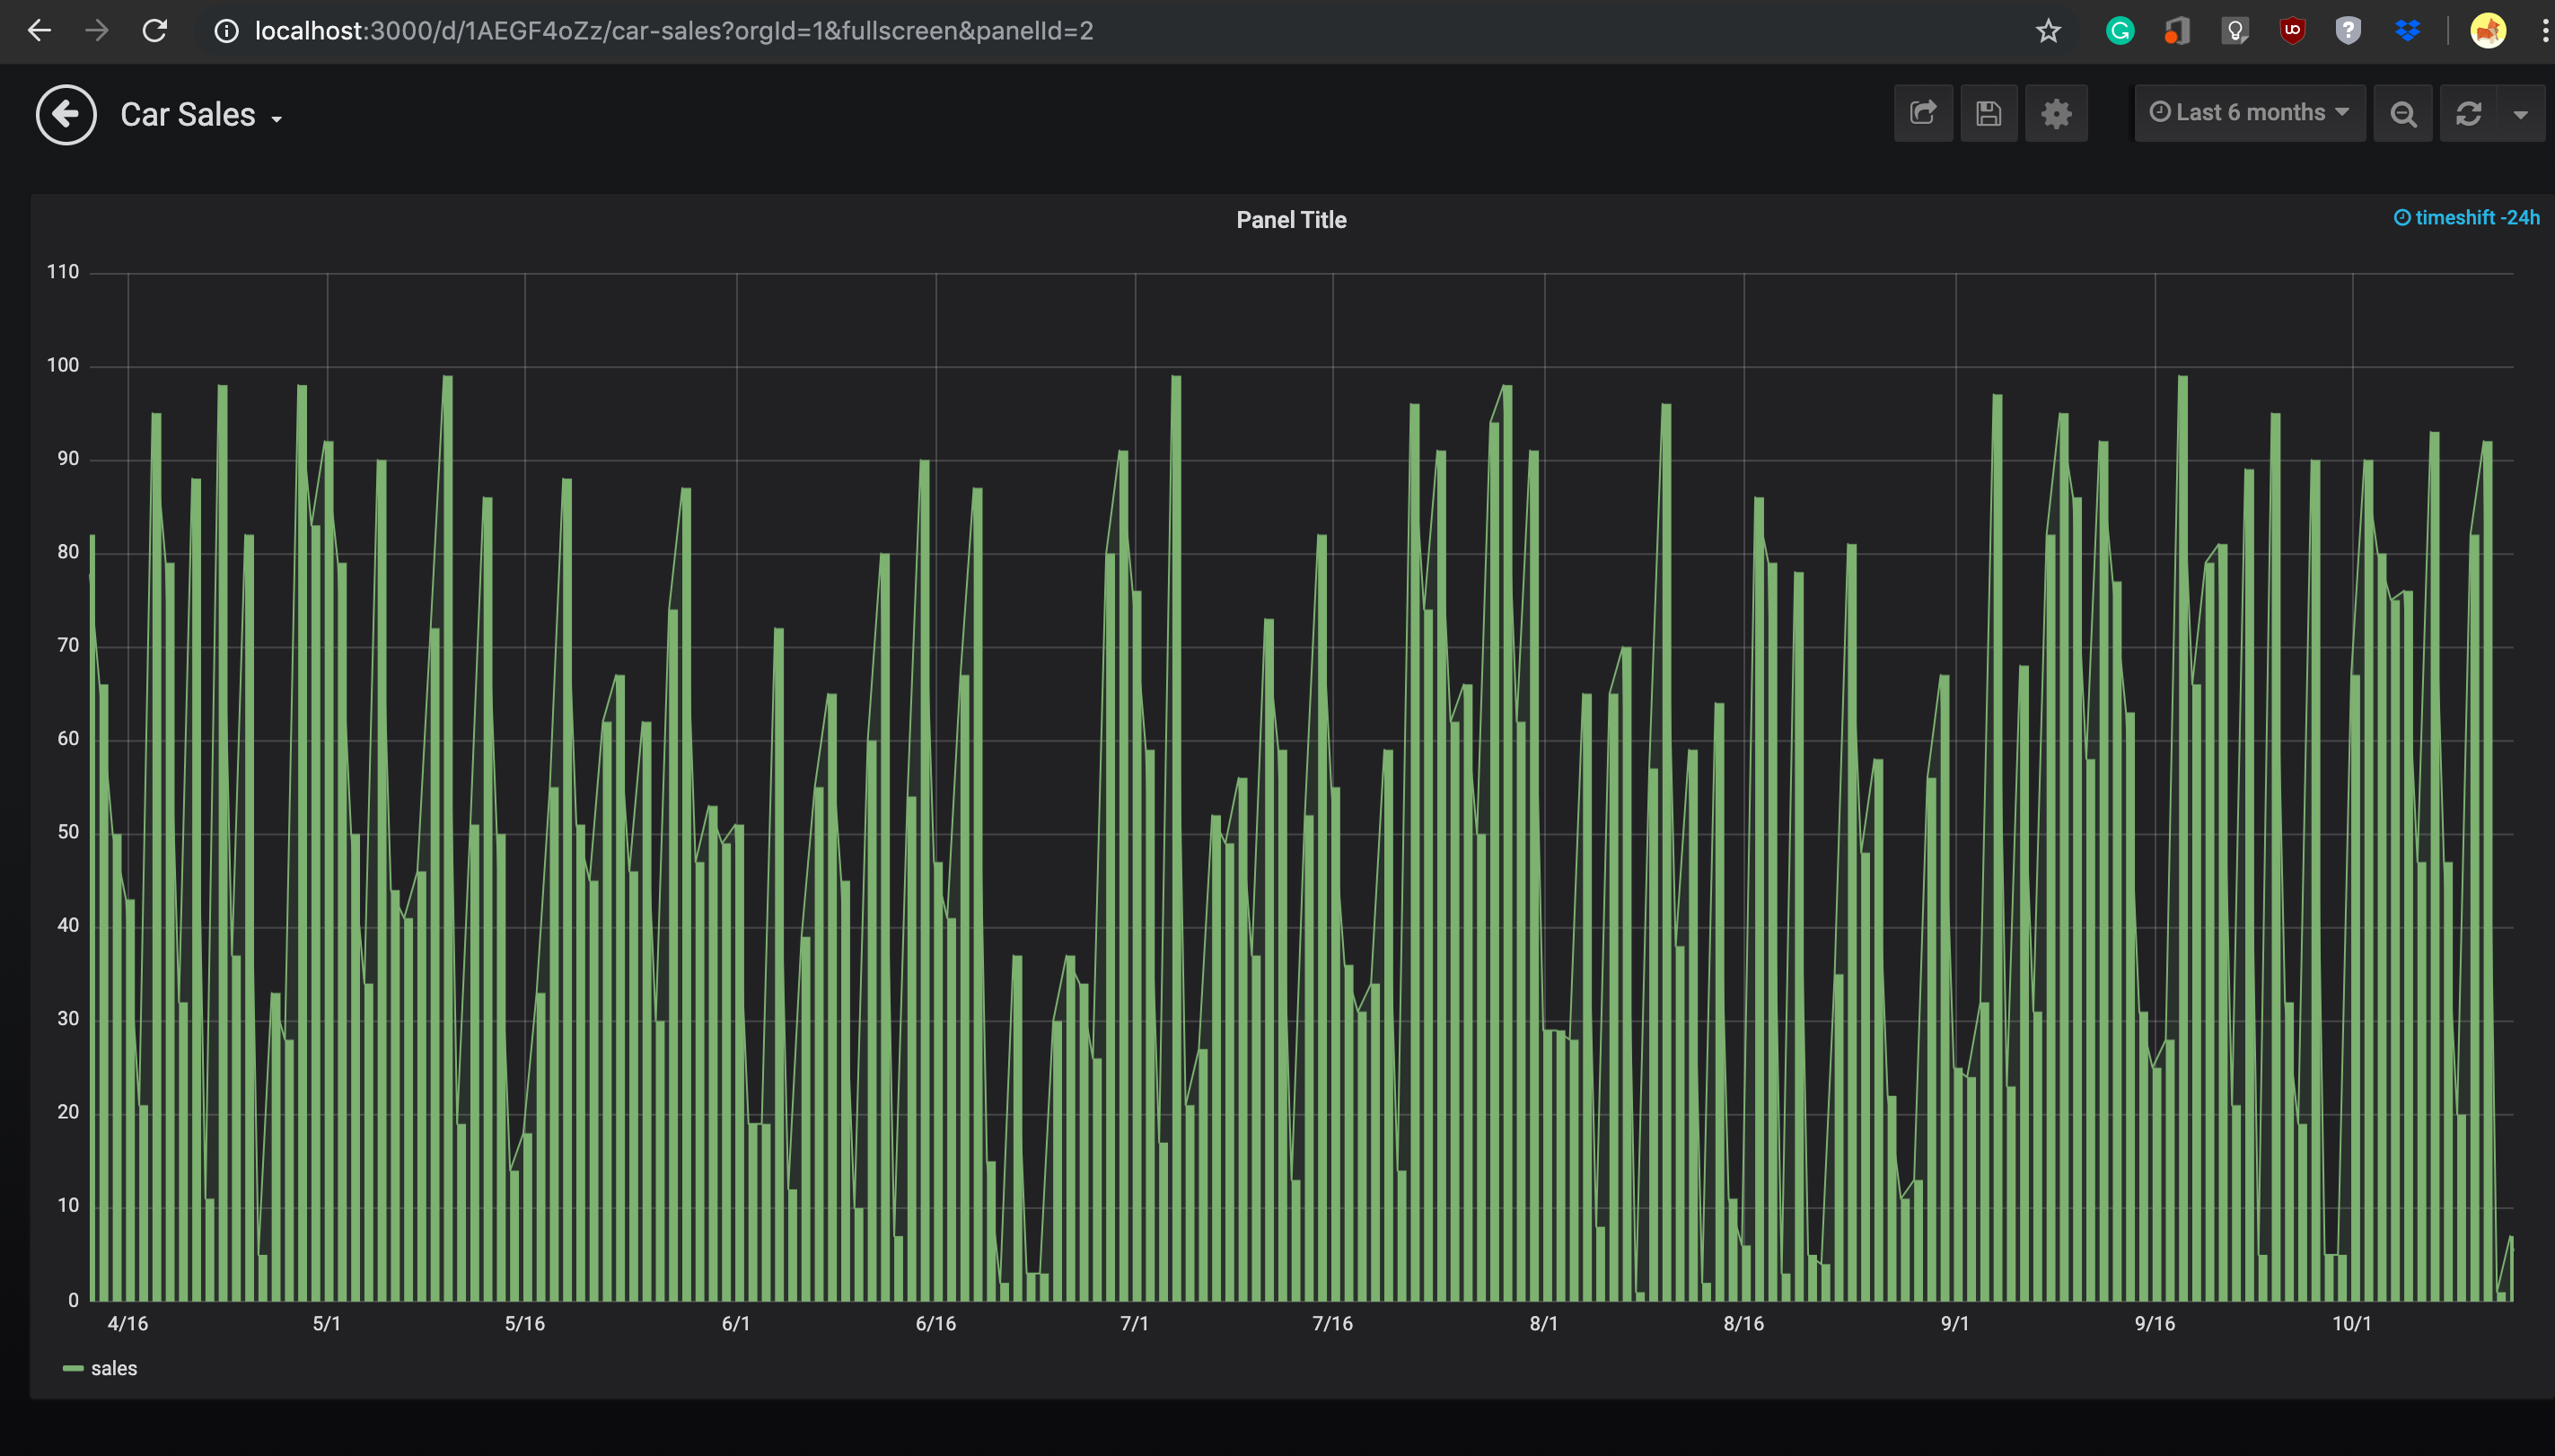 localhost:3000/d/1AEGF4oZz/car-sales?orgId=1&fullscreen&panelId=2
Car Sales
Last 6 months
Panel Title
timeshift -24h
110
100
90
80
70
60
50
40
30
20
10
0
4/16 5/1 5/16 6/1 6/16 7/1 7/16 8/1 8/16 9/1 9/16 10/1
sales